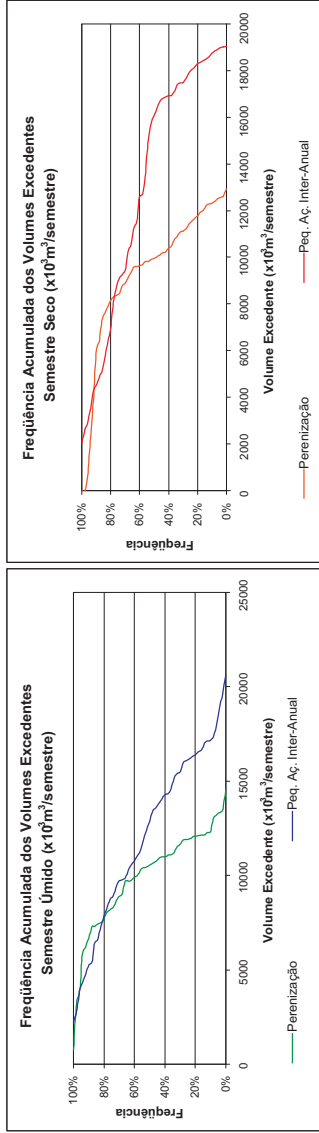 Freqüência Acumulada dos Volumes Excedentes
Semestre Úmido (x10³m³/semestre)
Freqüência
100%
80%
60%
40%
20%
0%
0
5000
10000
15000
20000
25000
Volume Excedente (x10³m³/semestre)
Perenização
Peq. Aç. Inter-Anual
Freqüência Acumulada dos Volumes Excedentes
Semestre Seco (x10³m³/semestre)
Freqüência
100%
80%
60%
40%
20%
0%
0
2000
4000
6000
8000
10000
12000
14000
16000
18000
20000
Volume Excedente (x10³m³/semestre)
Perenização
Peq. Aç. Inter-Anual